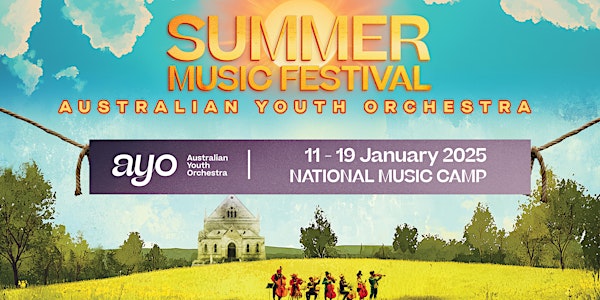 SUMMER
MUSIC FESTIVAL
AUSTRALIAN YOUTH ORCHESTRA
ayo
Australian
Youth
Orchestra
11 - 19 January 2025
NATIONAL MUSIC CAMP